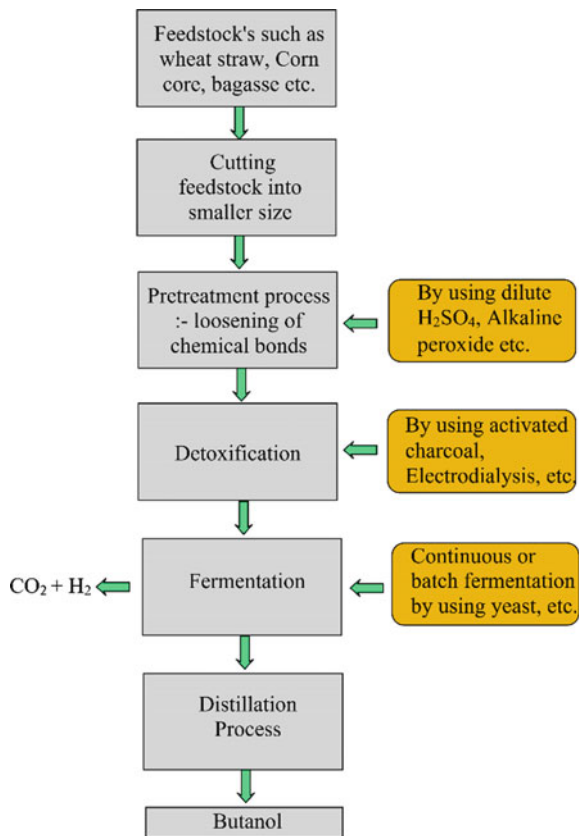 Feedstock's such as
wheat straw, Corn
core, bagasse etc.
Cutting
feedstock into
smaller size
Pretreatment process
:- loosening of
chemical bonds
By using dilute
H₂SO₄, Alkaline
peroxide etc.
Detoxification
By using activated
charcoal,
Electrodialysis, etc.
CO₂ + H₂
Fermentation
Continuous or
batch fermentation
by using yeast, etc.
Distillation
Process
Butanol